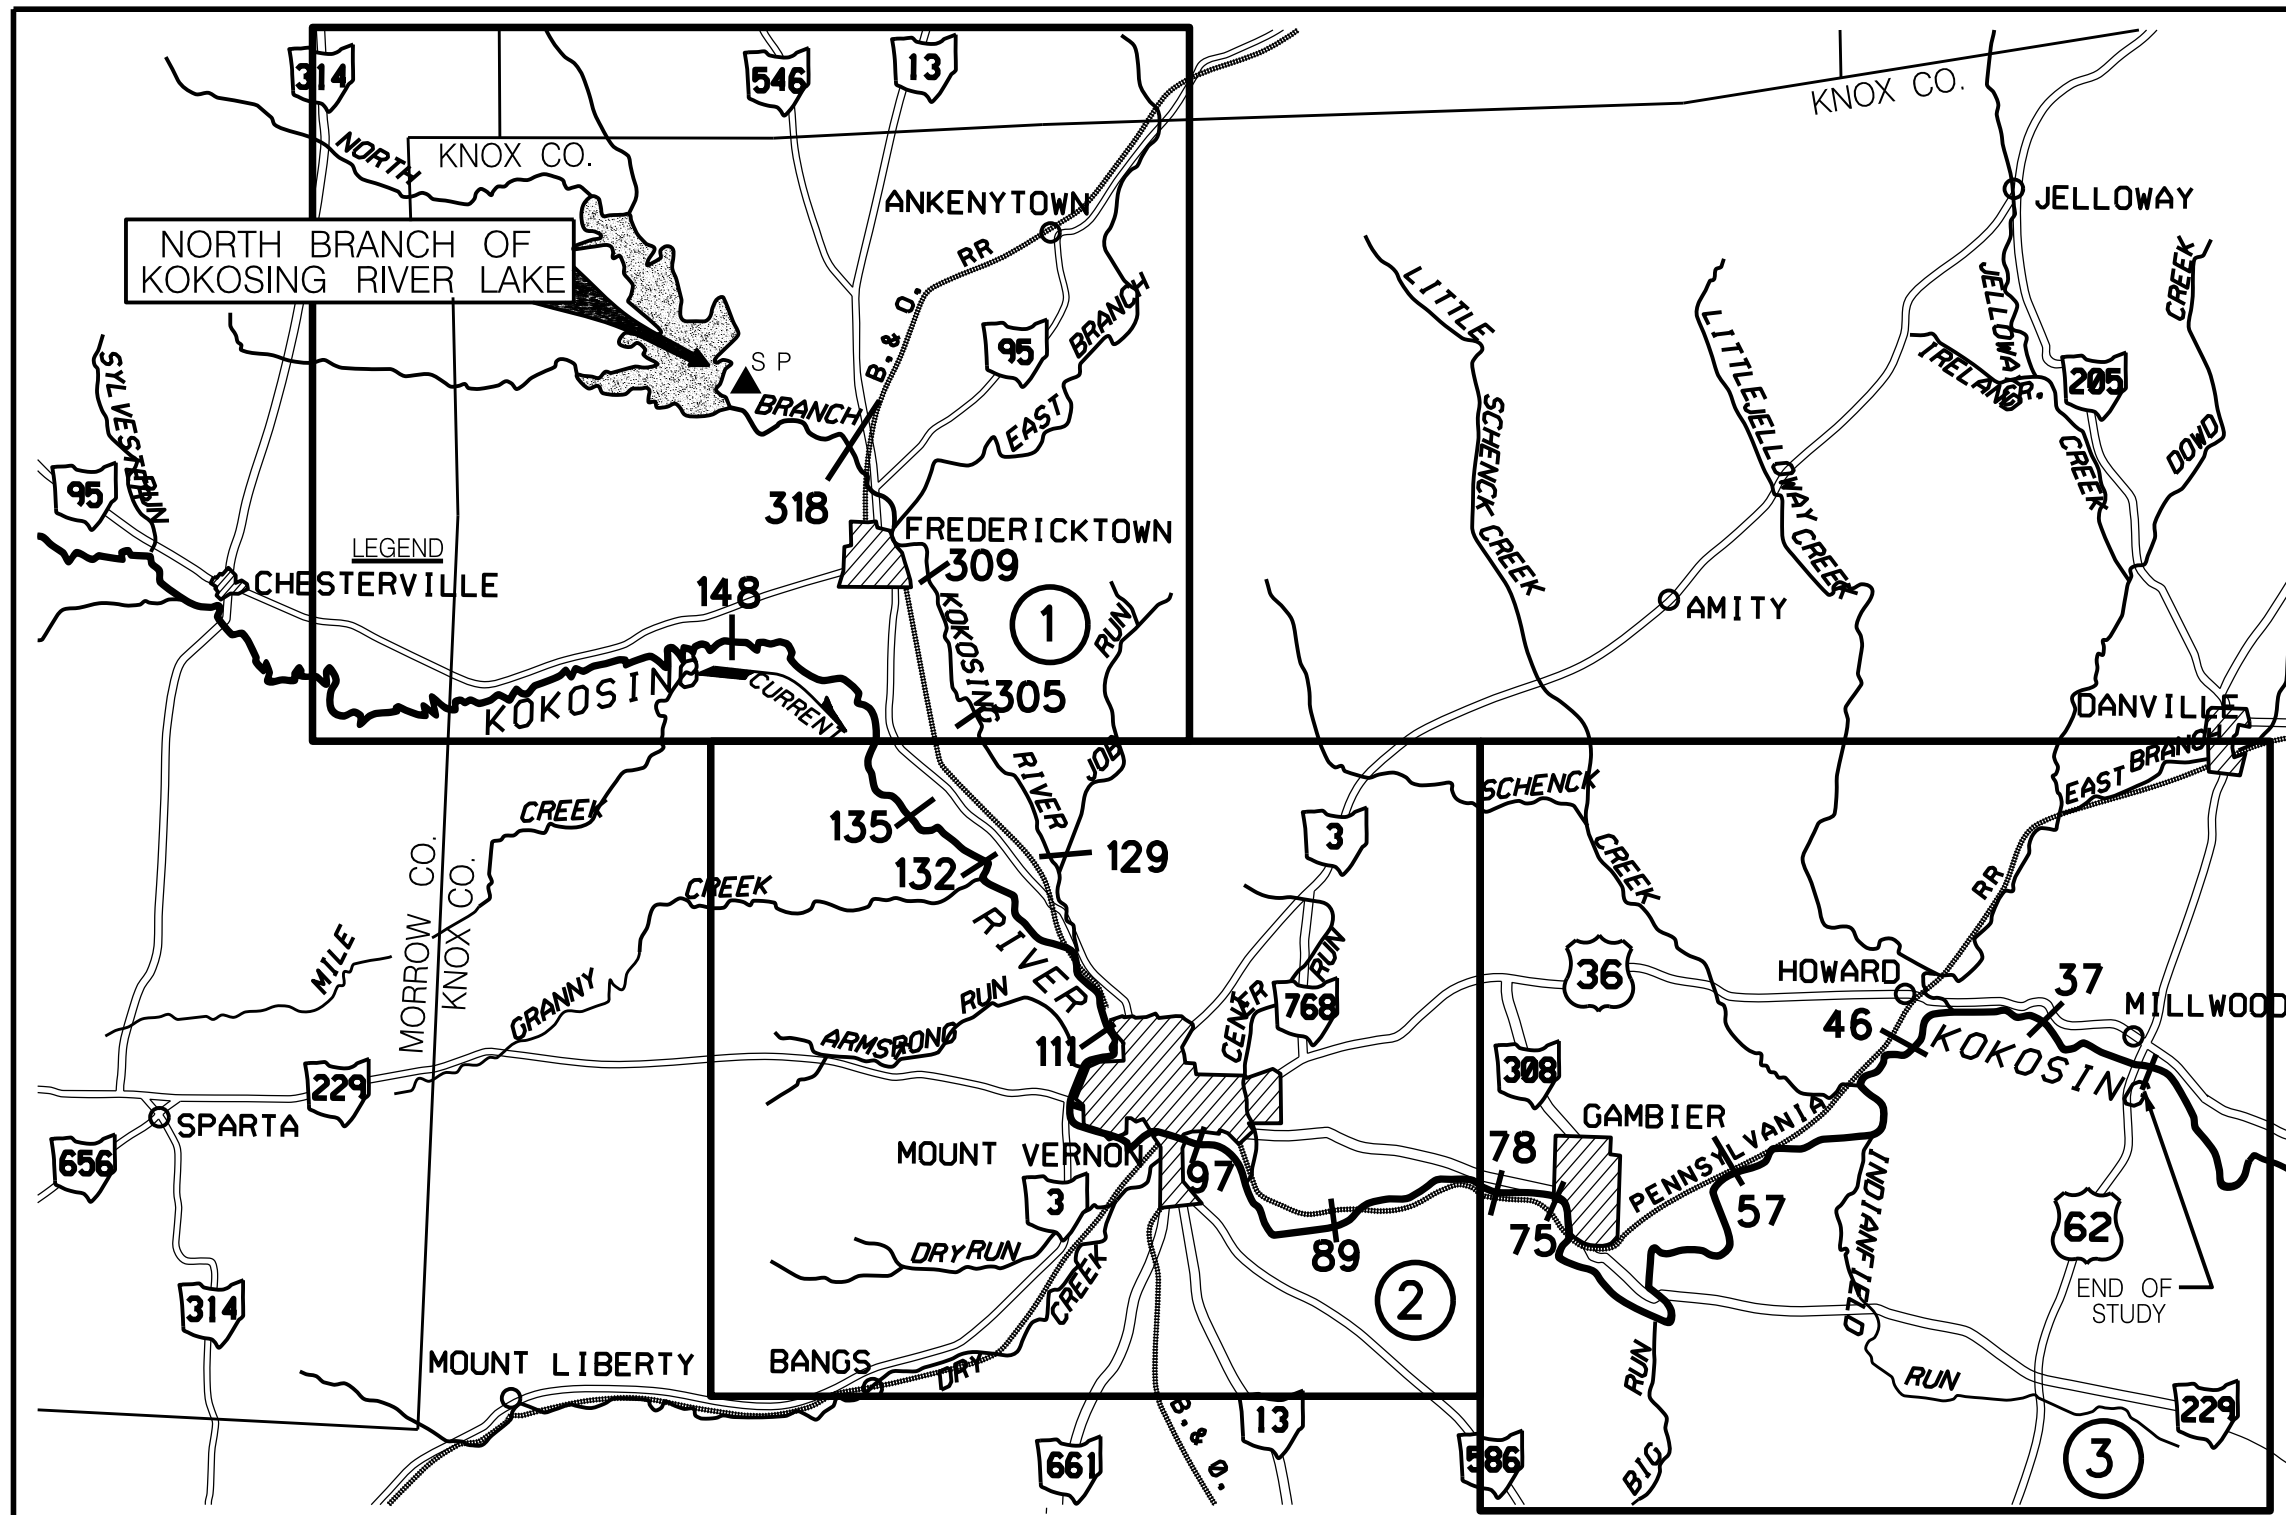 314
546
13
KNOX CO.
NORTH
KNOX CO.
ANKENYTOWN
JELLOWAY
NORTH BRANCH OF
KOKOSING RIVER LAKE
RR
B. & O.
BRANCH
95
EAST
S P
BRANCH
318
LITTLE
SCHENCK CREEK
LITTLE JELLOWAY CREEK
JELLOWAY
CREEK
IRELAND CR.
205
CREEK
DOWD
SYLVESTER RUN
95
LEGEND
CHESTERVILLE
FREDERICKTOWN
309
148
1
KOKOSING
RUN
AMITY
KOKOSING
CURRENT
305
DANVILLE
EAST BRANCH
RIVER
JOB
SCHENCK
CREEK
CREEK
135
132
129
3
CREEK
MORROW CO.
KNOX CO.
MILE
GRANNY
RIVER
RUN
ARMSTRONG
111
CENTER
RUN
768
36
RR
HOWARD
37
MILLWOOD
46
KOKOSING
229
SPARTA
656
308
GAMBIER
MOUNT VERNON
97
78
PENNSYLVANIA
3
75
57
INDIANFIELD
62
89
DRY RUN
CREEK
2
END OF
STUDY
314
MOUNT LIBERTY
BANGS
DRY
RUN
BIG
RUN
229
B. & O.
13
661
586
3